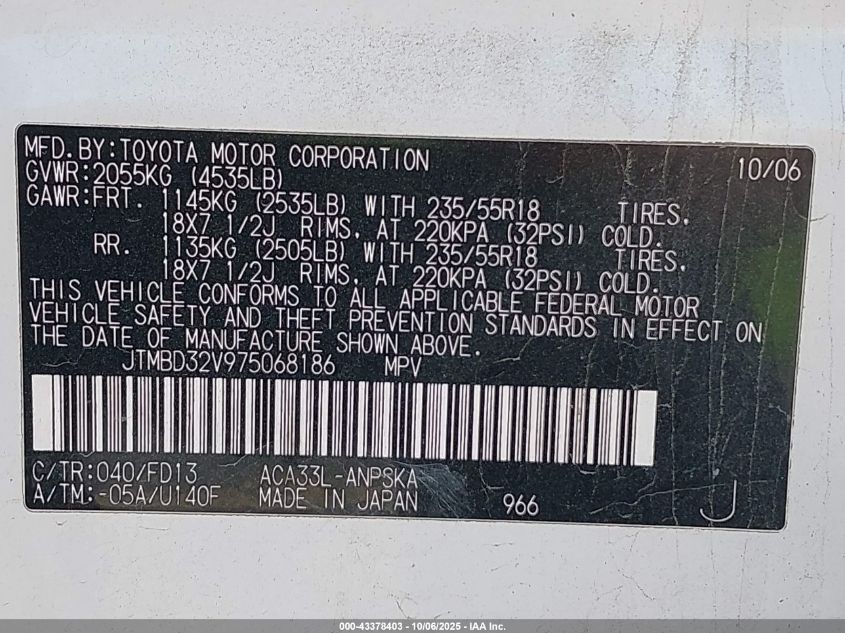 MFD.BY:TOYOTA MOTOR CORPORATION 10/06
GVWR:2055KG (4535LB)
GAWR:FRT. 1145KG (2535LB) WITH 235/55R18 TIRES,
18X7 1/2J RIMS, AT 220KPA (32PSI) COLD.
RR. 1135KG (2505LB) WITH 235/55R18 TIRES,
18X7 1/2J RIMS, AT 220KPA (32PSI) COLD.
THIS VEHICLE CONFORMS TO ALL APPLICABLE FEDERAL MOTOR
VEHICLE SAFETY AND THEFT PREVENTION STANDARDS IN EFFECT ON
THE DATE OF MANUFACTURE SHOWN ABOVE.
JTMBD32V975068186 MPV
C/TR:040/FD13 ACA33L-ANPSKA
A/TM:-05A/U140F MADE IN JAPAN 966 J
000-43378403 - 10/06/2025 - IAA Inc.